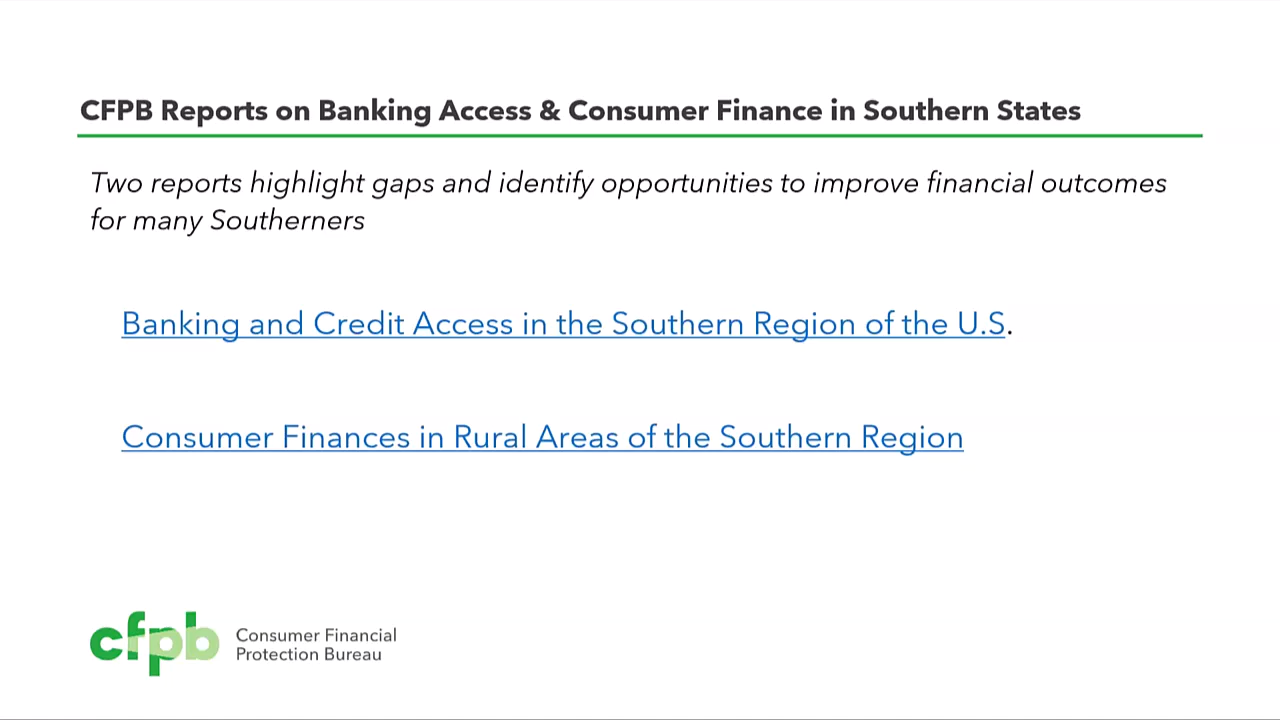 CFPB Reports on Banking Access & Consumer Finance in Southern States
Two reports highlight gaps and identify opportunities to improve financial outcomes
for many Southerners
Banking and Credit Access in the Southern Region of the U.S.
Consumer Finances in Rural Areas of the Southern Region
cfpb
Consumer Financial
Protection Bureau